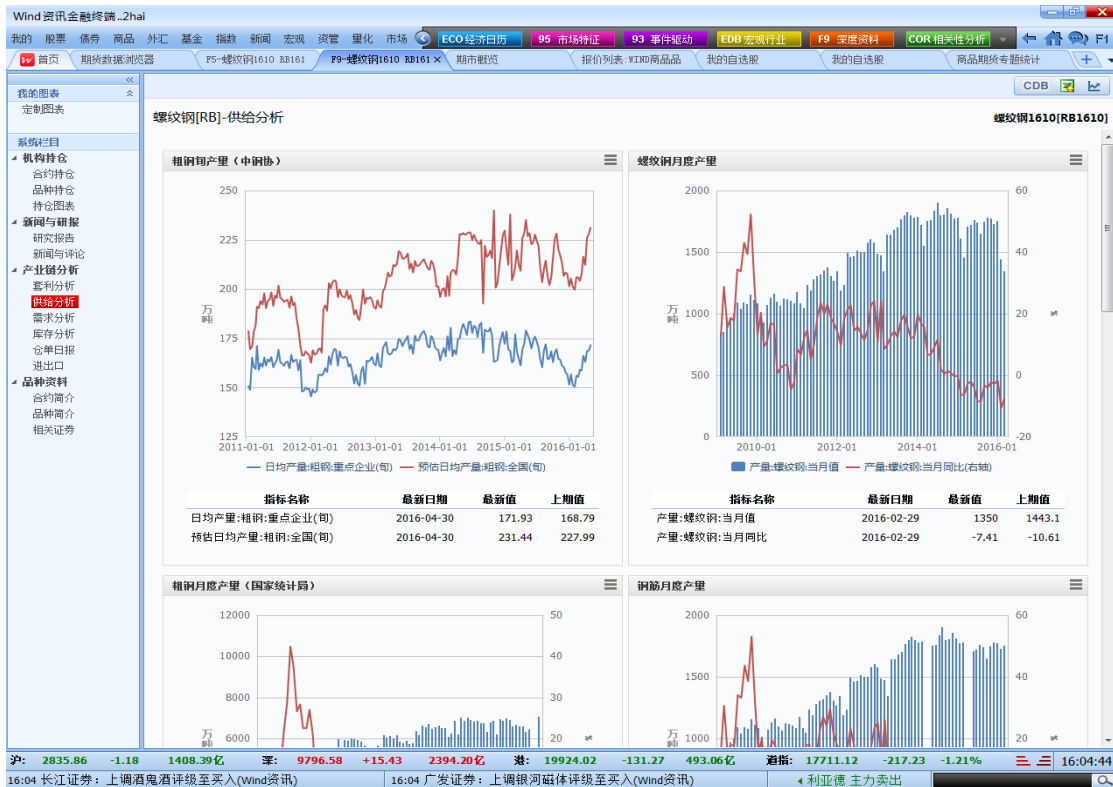 Wind资讯金融终端..2hai
我的 股票 债券 商品 外汇 基金 指数 新闻 宏观 资管 量化 市场 ECO经济日历 95 市场特征 93 事件驱动 EDB宏观行业 F9 深度资料 COR相关性分析 F1
首页 期货数据浏览器 F5-螺纹钢1610 RB161 F9-螺纹钢1610 RB161× 期市概览 报价列表:WIND商品品 我的自选股 我的自选股 商品期货专题统计
我的图表
定制图表
系统栏目
机构持仓
合约持仓
品种持仓
持仓图表
新闻与研报
研究报告
新闻与评论
产业链分析
套利分析
供给分析
需求分析
库存分析
仓单日报
进出口
品种资料
合约简介
品种简介
相关证券
CDB
螺纹钢[RB]-供给分析 螺纹钢1610[RB1610]
粗钢旬产量（中钢协）
250
225
200
175
150
125
万吨
2011-01-01 2012-01-01 2013-01-01 2014-01-01 2015-01-01 2016-01-01
日均产量:粗钢:重点企业(旬) 预估日均产量:粗钢:全国(旬)
指标名称 最新日期 最新值 上期值
日均产量:粗钢:重点企业(旬) 2016-04-30 171.93 168.79
预估日均产量:粗钢:全国(旬) 2016-04-30 231.44 227.99
螺纹钢月度产量
2000 60
1500 40
1000 20
500 0
0 -20
万吨 %
2010-01 2012-01 2014-01 2016-01
产量:螺纹钢:当月值 产量:螺纹钢:当月同比(右轴)
指标名称 最新日期 最新值 上期值
产量:螺纹钢:当月值 2016-02-29 1350 1443.1
产量:螺纹钢:当月同比 2016-02-29 -7.41 -10.61
粗钢月度产量（国家统计局）
12000 50
10000 40
8000 30
6000 20
万吨 %
钢筋月度产量
2000 60
1500 40
1000 20
万吨 %
沪: 2835.86 -1.18 1408.39亿 深: 9796.58 +15.43 2394.20亿 港: 19924.02 -131.27 493.06亿 道指: 17711.12 -217.23 -1.21% 16:04:44
16:04 长江证券：上调酒鬼酒评级至买入(Wind资讯) 16:04 广发证券：上调银河磁体评级至买入(Wind资讯) 利亚德 主力卖出